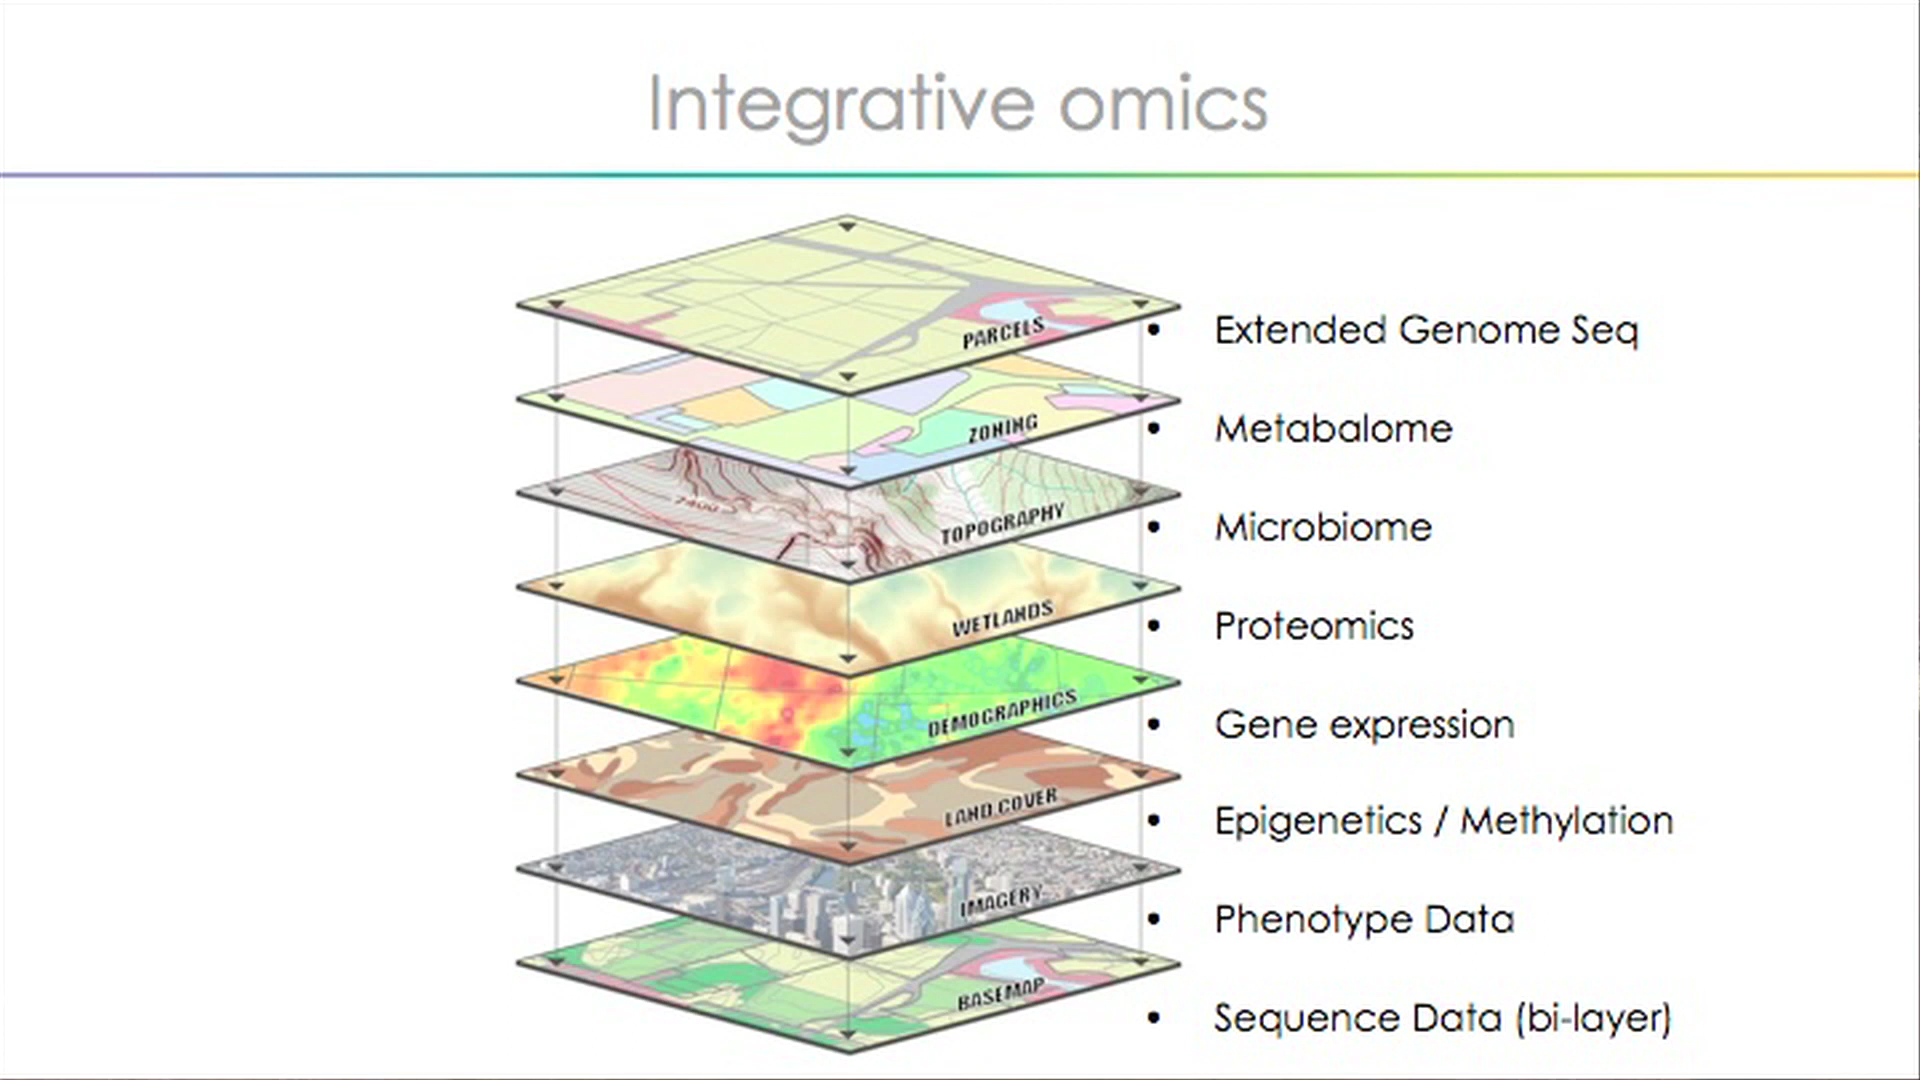 Integrative omics
PARCELS
• Extended Genome Seq
ZONING
• Metabalome
7400
TOPOGRAPHY
• Microbiome
WETLANDS
• Proteomics
DEMOGRAPHICS
• Gene expression
LAND COVER
• Epigenetics / Methylation
IMAGERY
• Phenotype Data
BASEMAP
• Sequence Data (bi-layer)